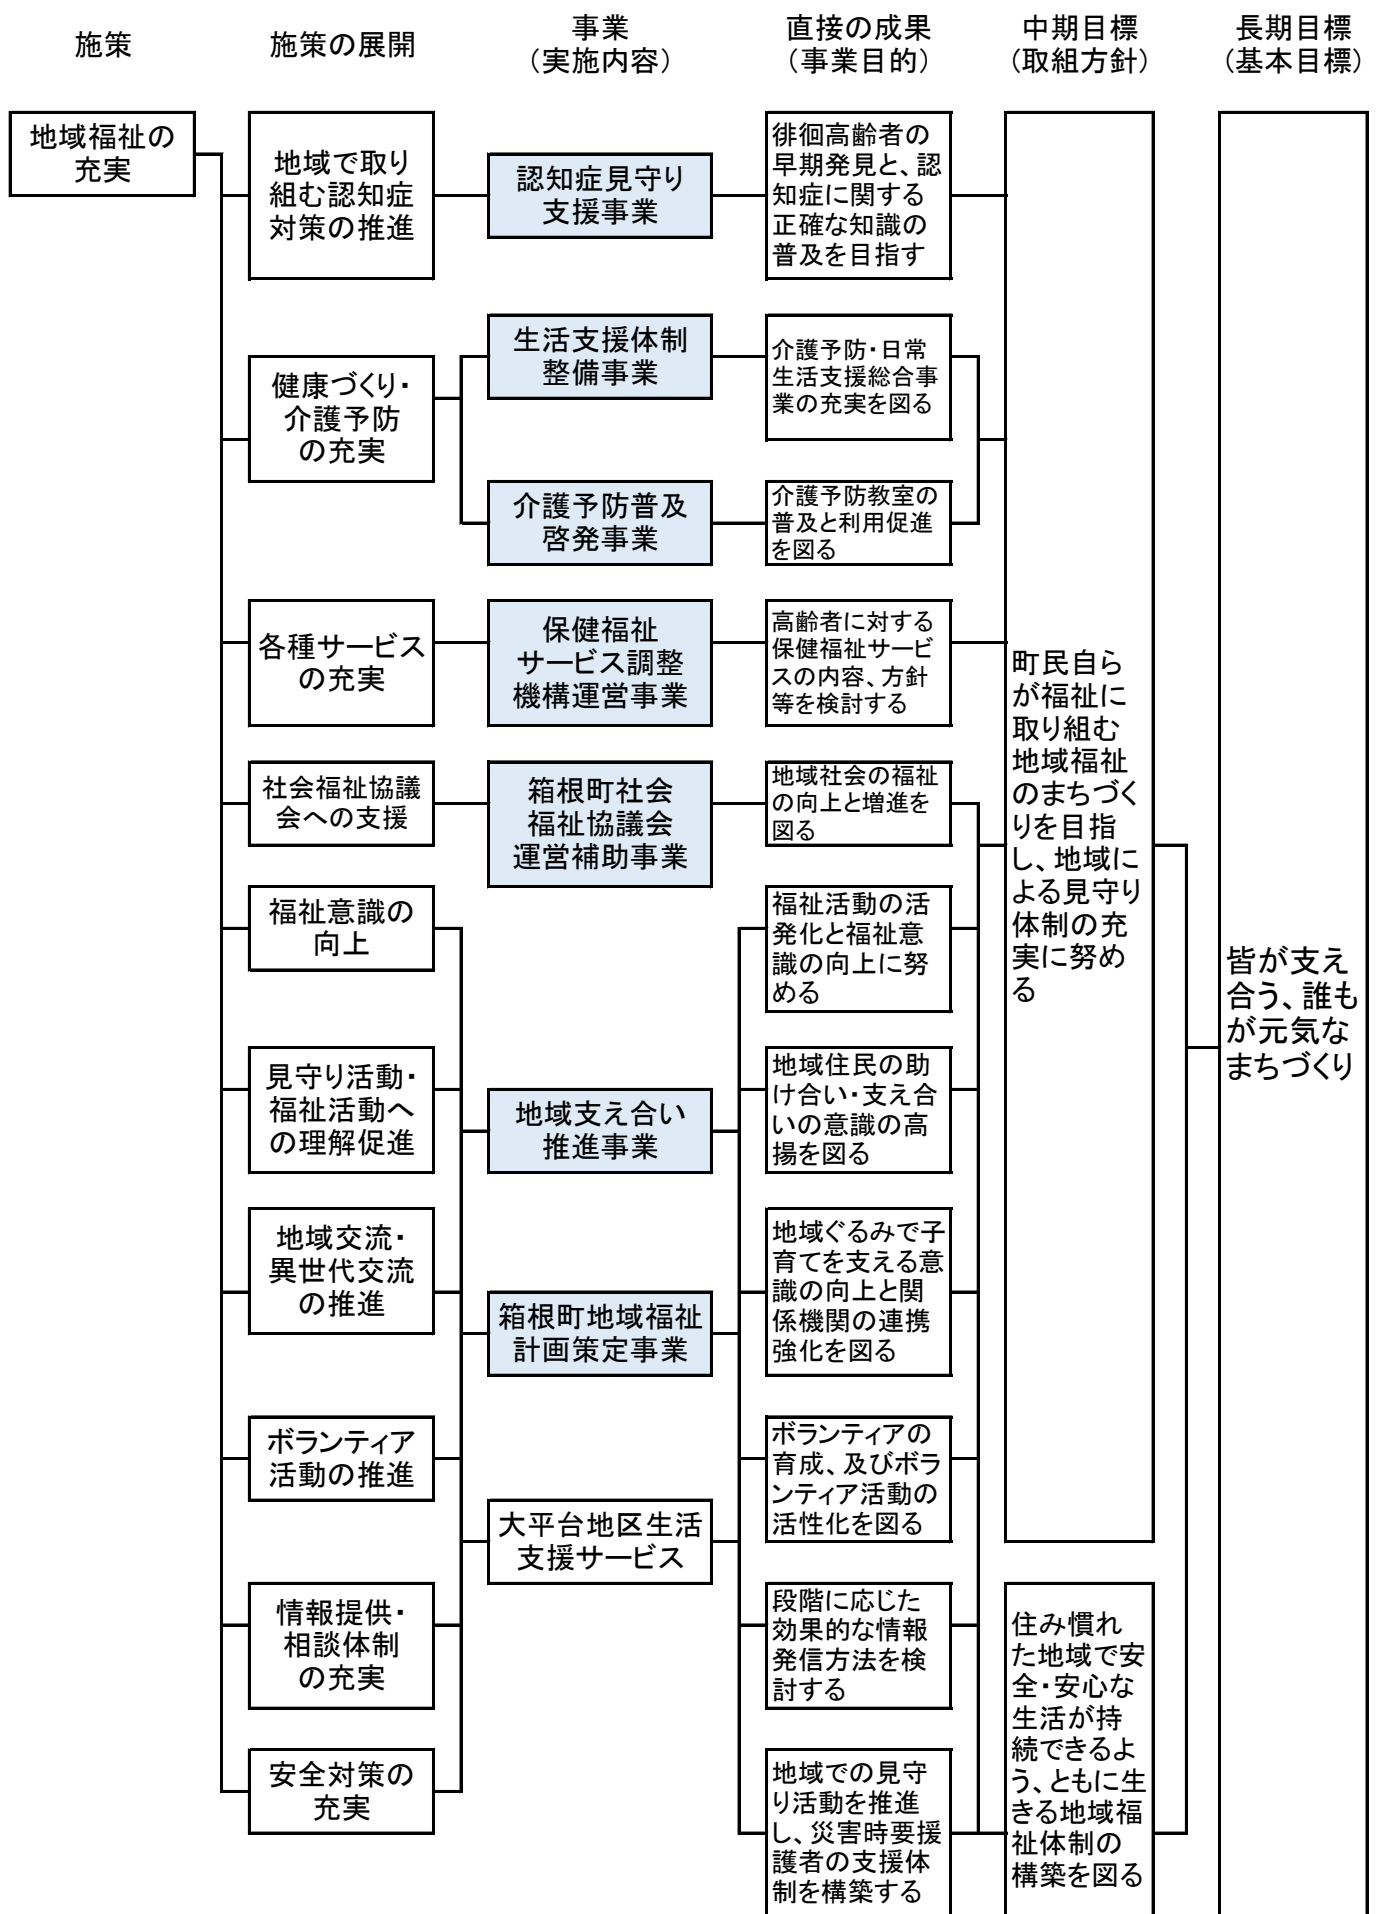 施策
施策の展開
事業
（実施内容）
直接の成果
（事業目的）
中期目標
（取組方針）
長期目標
（基本目標）
地域福祉の
充実
地域で取り
組む認知症
対策の推進
認知症見守り
支援事業
徘徊高齢者の
早期発見と、認
知症に関する
正確な知識の
普及を目指す
健康づくり・
介護予防
の充実
生活支援体制
整備事業
介護予防・日常
生活支援総合事
業の充実を図る
介護予防普及
啓発事業
介護予防教室の
普及と利用促進
を図る
各種サービス
の充実
保健福祉
サービス調整
機構運営事業
高齢者に対する
保健福祉サービ
スの内容、方針
等を検討する
社会福祉協議
会への支援
箱根町社会
福祉協議会
運営補助事業
地域社会の福祉
の向上と増進を
図る
福祉意識の
向上
福祉活動の活
発化と福祉意
識の向上に努
める
見守り活動・
福祉活動へ
の理解促進
地域支え合い
推進事業
地域住民の助
け合い・支え合
いの意識の高
揚を図る
地域交流・
異世代交流
の推進
箱根町地域福祉
計画策定事業
地域ぐるみで子
育てを支える意
識の向上と関
係機関の連携
強化を図る
ボランティア
活動の推進
大平台地区生活
支援サービス
ボランティアの
育成、及びボラ
ンティア活動の
活性化を図る
情報提供・
相談体制
の充実
段階に応じた
効果的な情報
発信方法を検
討する
安全対策の
充実
地域での見守
り活動を推進
し、災害時要援
護者の支援体
制を構築する
町民自ら
が福祉に
取り組む
地域福祉
のまちづく
りを目指
し、地域に
よる見守り
体制の充
実に努め
る
住み慣れ
た地域で安
全・安心な
生活が持
続できるよ
う、ともに生
きる地域福
祉体制の
構築を図る
皆が支え
合う、誰も
が元気な
まちづくり